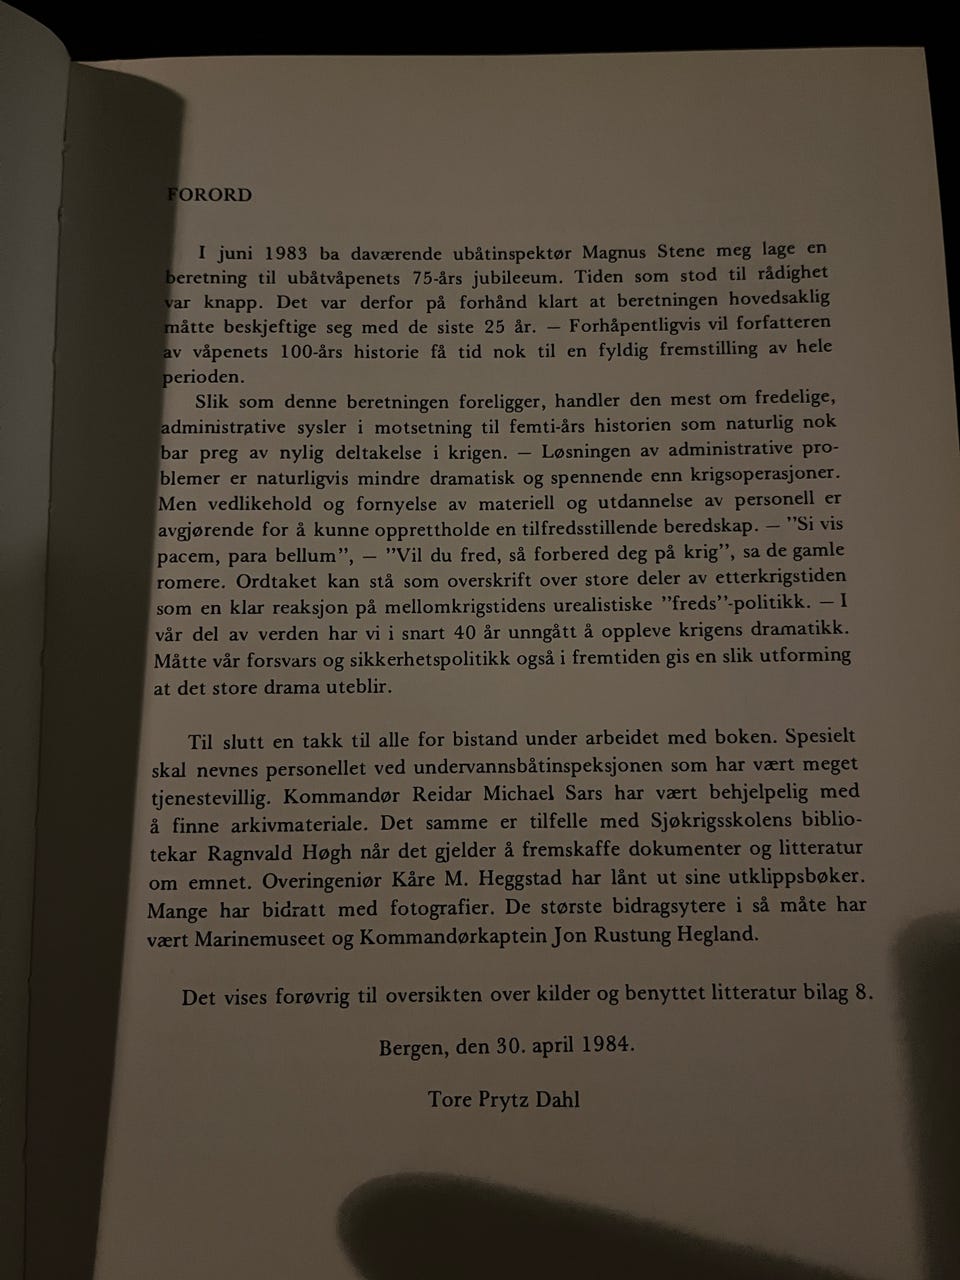 FORORD
I juni 1983 ba daværende ubåtinspektør Magnus Stene meg lage en
beretning til ubåtvåpenets 75-års jubileeum. Tiden som stod til rådighet
var knapp. Det var derfor på forhånd klart at beretningen hovedsaklig
måtte beskjeftige seg med de siste 25 år. — Forhåpentligvis vil forfatteren
av våpenets 100-års historie få tid nok til en fyldig fremstilling av hele
perioden.
Slik som denne beretningen foreligger, handler den mest om fredelige,
administrative sysler i motsetning til femti-års historien som naturlig nok
bar preg av nylig deltakelse i krigen. — Løsningen av administrative pro-
blemer er naturligvis mindre dramatisk og spennende enn krigsoperasjoner.
Men vedlikehold og fornyelse av materiell og utdannelse av personell er
avgjørende for å kunne opprettholde en tilfredsstillende beredskap. — ”Si vis
pacem, para bellum”, — ”Vil du fred, så forbered deg på krig”, sa de gamle
romere. Ordtaket kan stå som overskrift over store deler av etterkrigstiden
som en klar reaksjon på mellomkrigstidens urealistiske ”freds”-politikk. — I
vår del av verden har vi i snart 40 år unngått å oppleve krigens dramatikk.
Måtte vår forsvars og sikkerhetspolitikk også i fremtiden gis en slik utforming
at det store drama uteblir.
Til slutt en takk til alle for bistand under arbeidet med boken. Spesielt
skal nevnes personellet ved undervannsbåtinspeksjonen som har vært meget
tjenestevillig. Kommandør Reidar Michael Sars har vært behjelpelig med
å finne arkivmateriale. Det samme er tilfelle med Sjøkrigsskolens biblio-
tekar Ragnvald Høgh når det gjelder å fremskaffe dokumenter og litteratur
om emnet. Overingeniør Kåre M. Heggstad har lånt ut sine utklippsbøker.
Mange har bidratt med fotografier. De største bidragsytere i så måte har
vært Marinemuseet og Kommandørkaptein Jon Rustung Hegland.
Det vises forøvrig til oversikten over kilder og benyttet litteratur bilag 8.
Bergen, den 30. april 1984.
Tore Prytz Dahl